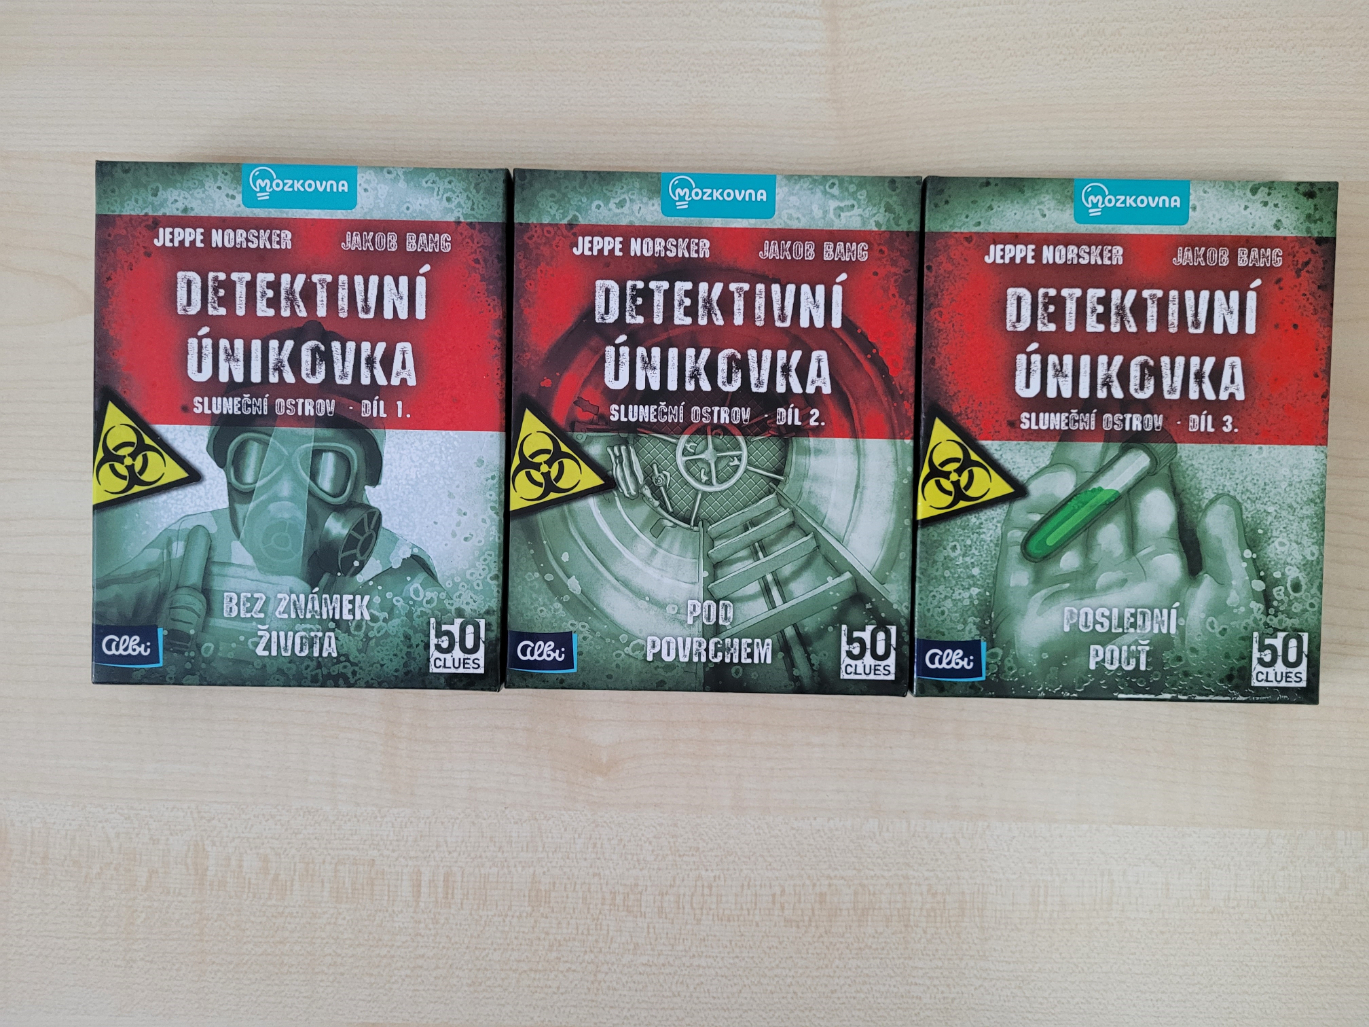 MOZKOVNA
JEPPE NORSKER JAKOB BANG
DETEKTIVNÍ
ÚNIKOVKA
SLUNEČNÍ OSTROV - DÍL 1.
BEZ ZNÁMEK
ŽIVOTA
albi
50
CLUES
MOZKOVNA
JEPPE NORSKER JAKOB BANG
DETEKTIVNÍ
ÚNIKOVKA
SLUNEČNÍ OSTROV - DÍL 2.
POD
POVRCHEM
albi
50
CLUES
MOZKOVNA
JEPPE NORSKER JAKOB BANG
DETEKTIVNÍ
ÚNIKOVKA
SLUNEČNÍ OSTROV - DÍL 3.
POSLEDNÍ
POUŤ
albi
50
CLUES